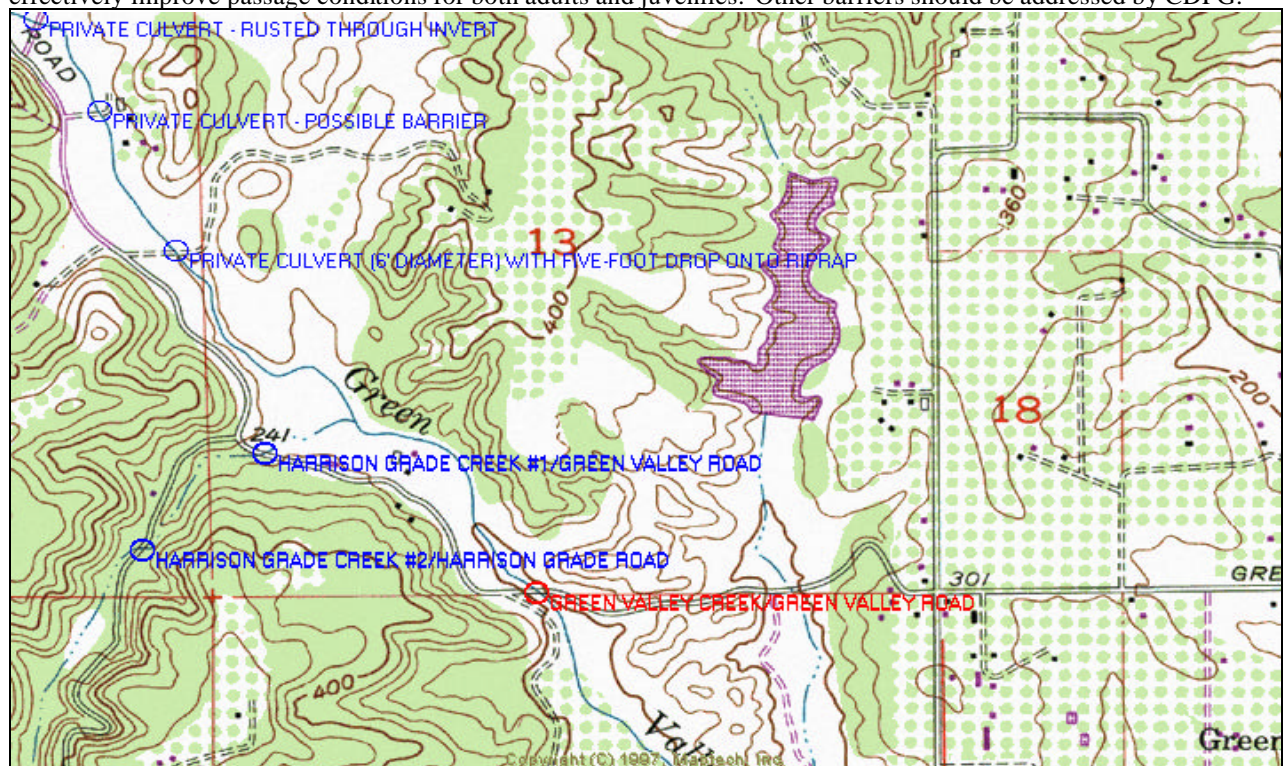 effectively improve passage conditions for both adults and juveniles. Other barriers should be addressed by CDFG.
PRIVATE CULVERT - RUSTED THROUGH INVERT
ROAD
PRIVATE CULVERT - POSSIBLE BARRIER
360
13
PRIVATE CULVERT (6' DIAMETER) WITH FIVE-FOOT DROP ONTO RIPRAP
400
Green
200
18
241
HARRISON GRADE CREEK #1/GREEN VALLEY ROAD
HARRISON GRADE CREEK #2/HARRISON GRADE ROAD
301
GRE
GREEN VALLEY CREEK/GREEN VALLEY ROAD
400
Vall
Green
Copyright (C) 1997, Maptech, Inc.